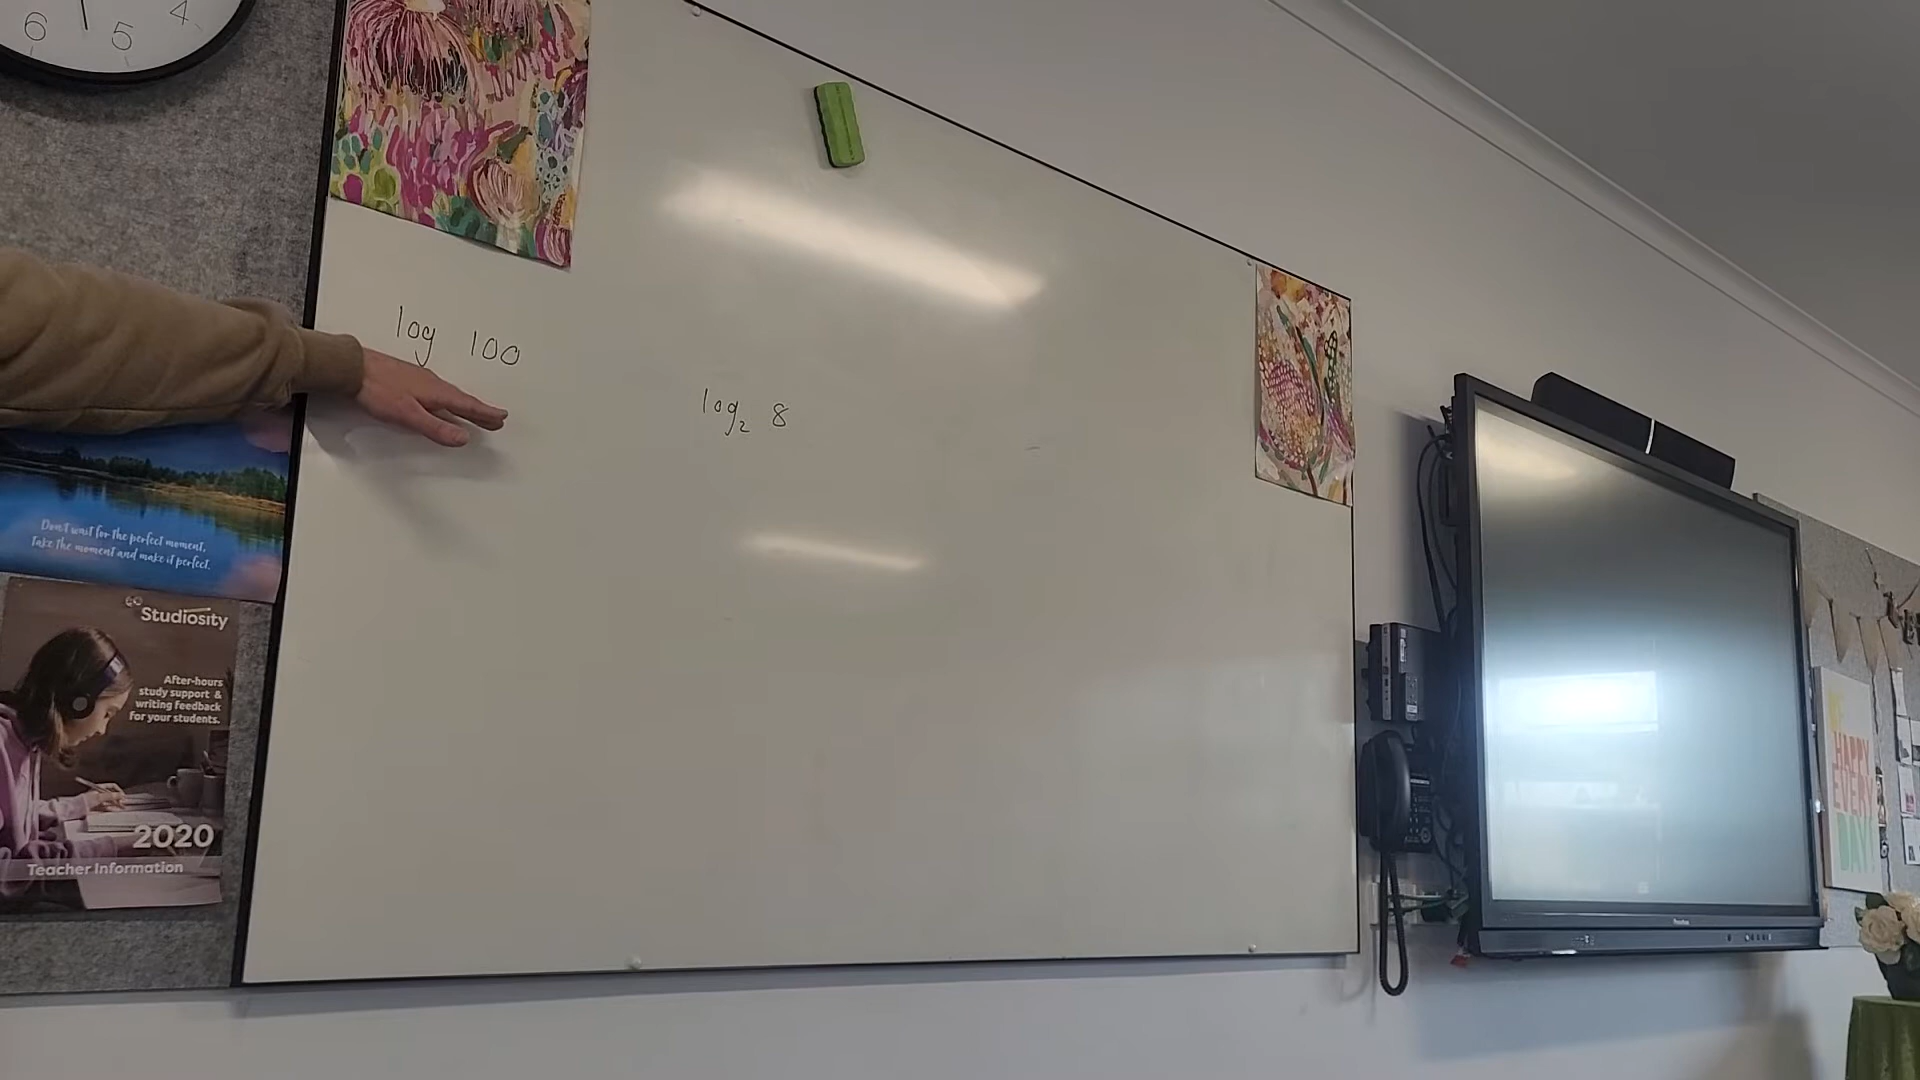 6 5 4
log 100
log₂ 8
Don't wait for the perfect moment,
Take the moment and make it perfect.
Studiosity
After-hours
study support &
writing feedback
for your students.
2020
Teacher Information
HAPPY
EVERY
DAY